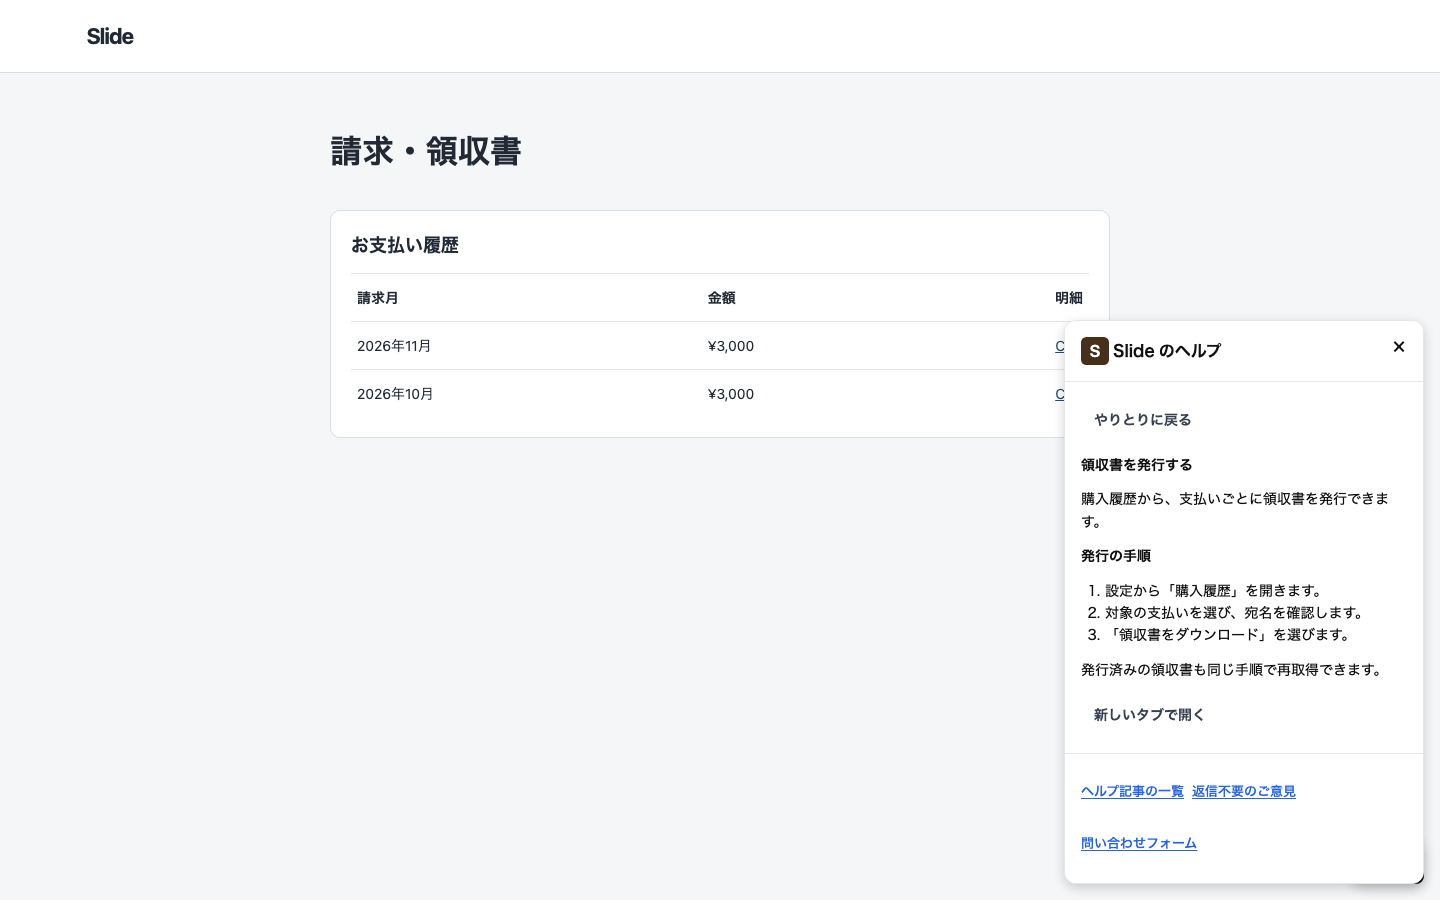 Slide
請求・領収書
お支払い履歴
請求月 金額 明細
2026年11月 ¥3,000
2026年10月 ¥3,000
S Slide のヘルプ ×
やりとりに戻る
領収書を発行する
購入履歴から、支払いごとに領収書を発行できま
す。
発行の手順
1. 設定から「購入履歴」を開きます。
2. 対象の支払いを選び、宛名を確認します。
3. 「領収書をダウンロード」を選びます。
発行済みの領収書も同じ手順で再取得できます。
新しいタブで開く
ヘルプ記事の一覧 返信不要のご意見
問い合わせフォーム